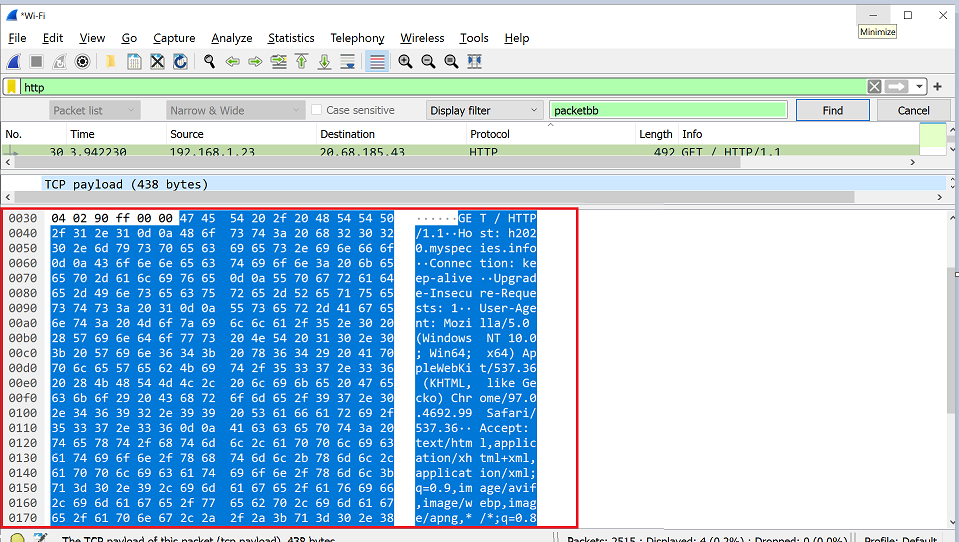 *Wi-Fi
Minimize
File Edit View Go Capture Analyze Statistics Telephony Wireless Tools Help
http
Packet list Narrow & Wide Case sensitive Display filter packetbb Find Cancel
No. Time Source Destination Protocol Length Info
30 3.942230 192.168.1.23 20.68.185.43 HTTP 492 GET / HTTP/1.1
TCP payload (438 bytes)
0030 04 02 90 ff 00 00 47 45 54 20 2f 20 48 54 54 50 ······GE T / HTTP
0040 2f 31 2e 31 0d 0a 48 6f 73 74 3a 20 68 32 30 32 /1.1··Ho st: h202
0050 30 2e 6d 79 73 70 65 63 69 65 73 2e 69 6e 66 6f 0.myspec ies.info
0060 0d 0a 43 6f 6e 6e 65 63 74 69 6f 6e 3a 20 6b 65 ··Connec tion: ke
0070 65 70 2d 61 6c 69 76 65 0d 0a 55 70 67 72 61 64 ep-alive ··Upgrad
0080 65 2d 49 6e 73 65 63 75 72 65 2d 52 65 71 75 65 e-Insecu re-Reque
0090 73 74 73 3a 20 31 0d 0a 55 73 65 72 2d 41 67 65 sts: 1·· User-Age
00a0 6e 74 3a 20 4d 6f 7a 69 6c 6c 61 2f 35 2e 30 20 nt: Mozi lla/5.0
00b0 28 57 69 6e 64 6f 77 73 20 4e 54 20 31 30 2e 30 (Windows NT 10.0
00c0 3b 20 57 69 6e 36 34 3b 20 78 36 34 29 20 41 70 ; Win64; x64) Ap
00d0 70 6c 65 57 65 62 4b 69 74 2f 35 33 37 2e 33 36 pleWebKi t/537.36
00e0 20 28 4b 48 54 4d 4c 2c 20 6c 69 6b 65 20 47 65 (KHTML, like Ge
00f0 63 6b 6f 29 20 43 68 72 6f 6d 65 2f 39 37 2e 30 cko) Chr ome/97.0
0100 2e 34 36 39 32 2e 39 39 20 53 61 66 61 72 69 2f .4692.99 Safari/
0110 35 33 37 2e 33 36 0d 0a 41 63 63 65 70 74 3a 20 537.36·· Accept:
0120 74 65 78 74 2f 68 74 6d 6c 2c 61 70 70 6c 69 63 text/htm l,applic
0130 61 74 69 6f 6e 2f 78 68 74 6d 6c 2b 78 6d 6c 2c ation/xh tml+xml,
0140 61 70 70 6c 69 63 61 74 69 6f 6e 2f 78 6d 6c 3b applicat ion/xml;
0150 71 3d 30 2e 39 2c 69 6d 61 67 65 2f 61 76 69 66 q=0.9,im age/avif
0160 2c 69 6d 61 67 65 2f 77 65 62 70 2c 69 6d 61 67 ,image/w ebp,imag
0170 65 2f 61 70 6e 67 2c 2a 2f 2a 3b 71 3d 30 2e 38 e/apng,* /*;q=0.8
The TCP payload of this packet (tcp.payload), 438 bytes Packets: 2515 · Displayed: 4 (0.2%) · Dropped: 0 (0.0%) Profile: Default